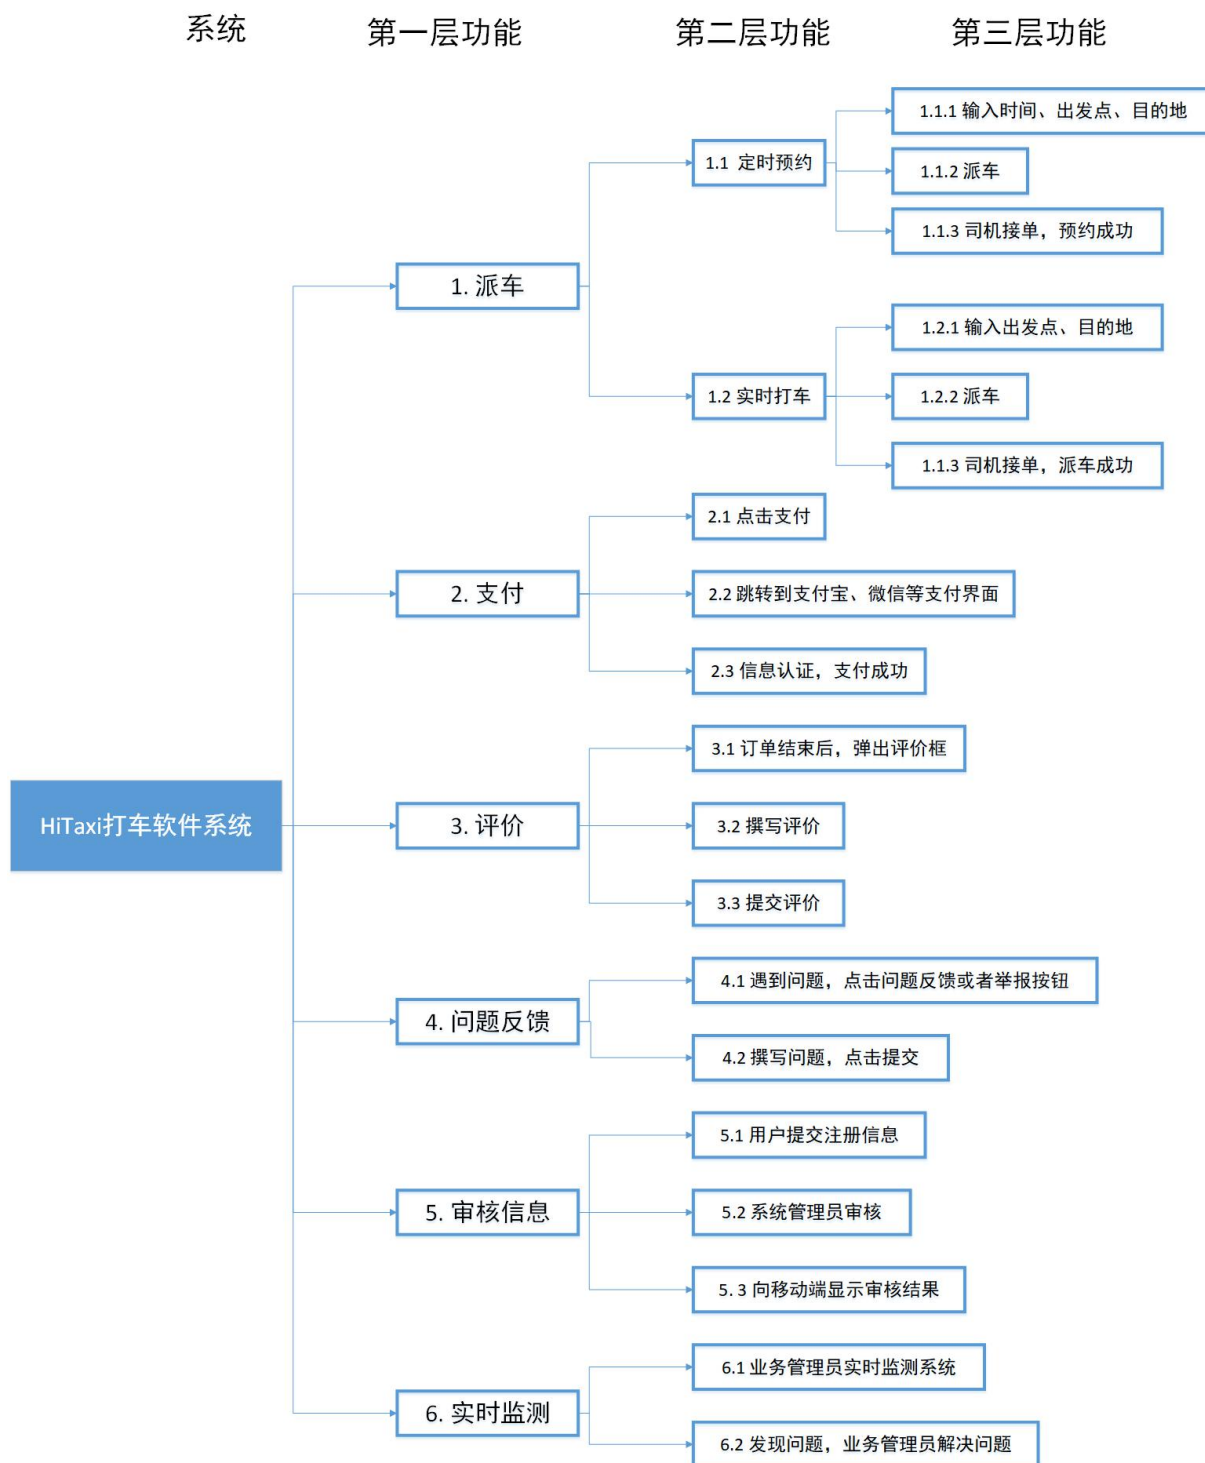 系统
第一层功能
第二层功能
第三层功能
1.1.1 输入时间、出发点、目的地
1.1 定时预约
1.1.2 派车
1.1.3 司机接单，预约成功
1. 派车
1.2.1 输入出发点、目的地
1.2 实时打车
1.2.2 派车
1.1.3 司机接单，派车成功
2.1 点击支付
2. 支付
2.2 跳转到支付宝、微信等支付界面
2.3 信息认证，支付成功
3.1 订单结束后，弹出评价框
HiTaxi打车软件系统
3. 评价
3.2 撰写评价
3.3 提交评价
4.1 遇到问题，点击问题反馈或者举报按钮
4. 问题反馈
4.2 撰写问题，点击提交
5.1 用户提交注册信息
5. 审核信息
5.2 系统管理员审核
5. 3 向移动端显示审核结果
6.1 业务管理员实时监测系统
6. 实时监测
6.2 发现问题，业务管理员解决问题